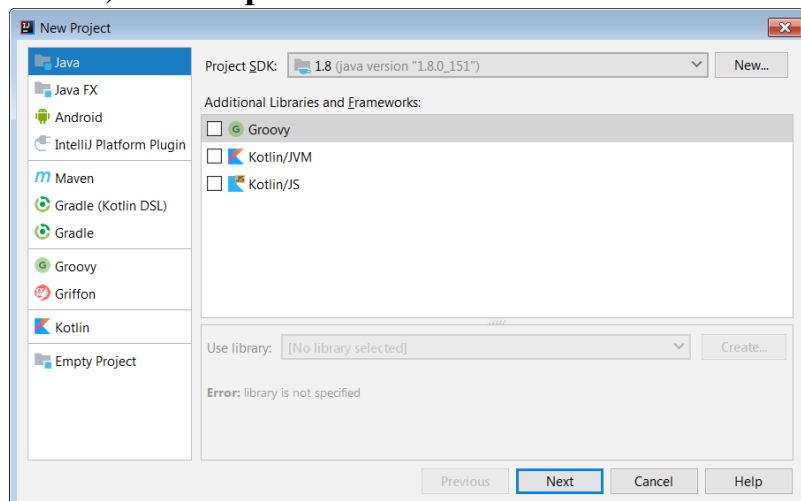 New Project
Java
Java FX
Android
IntelliJ Platform Plugin
Maven
Gradle (Kotlin DSL)
Gradle
Groovy
Griffon
Kotlin
Empty Project
Project SDK: 1.8 (java version "1.8.0_151") New...
Additional Libraries and Frameworks:
Groovy
Kotlin/JVM
Kotlin/JS
Use library: [No library selected] Create...
Error: library is not specified
Previous Next Cancel Help